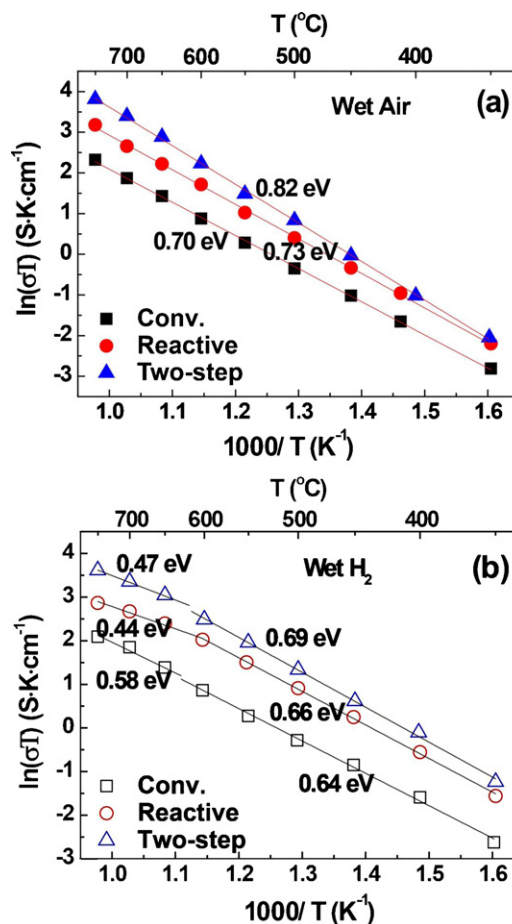 T (°C)
700 600 500 400
Wet Air (a)
4
3
2
1
0
-1
-2
-3
ln(σT) (S·K·cm⁻¹)
0.82 eV
0.70 eV
0.73 eV
Conv.
Reactive
Two-step
1.0 1.1 1.2 1.3 1.4 1.5 1.6
1000/ T (K⁻¹)
T (°C)
700 600 500 400
Wet H₂ (b)
4
3
2
1
0
-1
-2
-3
ln(σT) (S·K·cm⁻¹)
0.47 eV
0.44 eV
0.58 eV
0.69 eV
0.66 eV
0.64 eV
Conv.
Reactive
Two-step
1.0 1.1 1.2 1.3 1.4 1.5 1.6
1000/ T (K⁻¹)